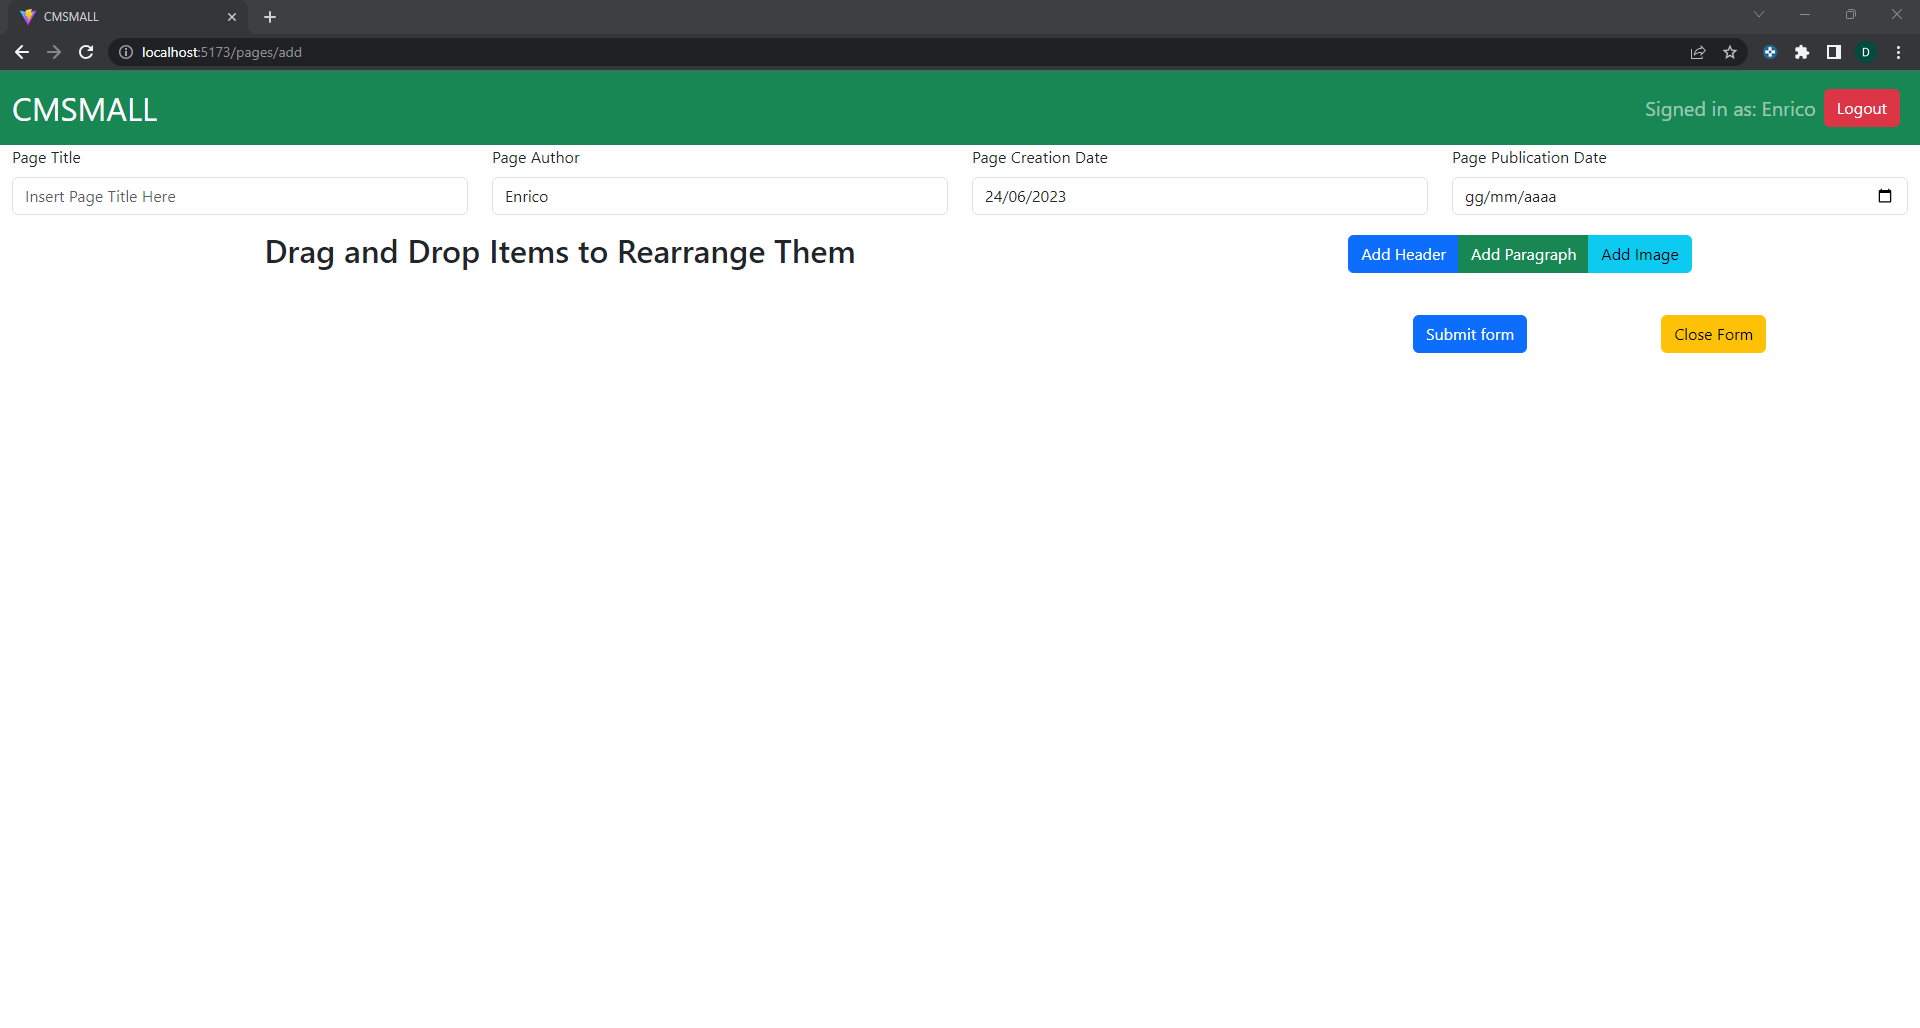 CMSMALL
localhost:5173/pages/add
D
CMSMALL
Signed in as: Enrico
Logout
Page Title
Page Author
Page Creation Date
Page Publication Date
Insert Page Title Here
Enrico
24/06/2023
gg/mm/aaaa
Drag and Drop Items to Rearrange Them
Add Header
Add Paragraph
Add Image
Submit form
Close Form